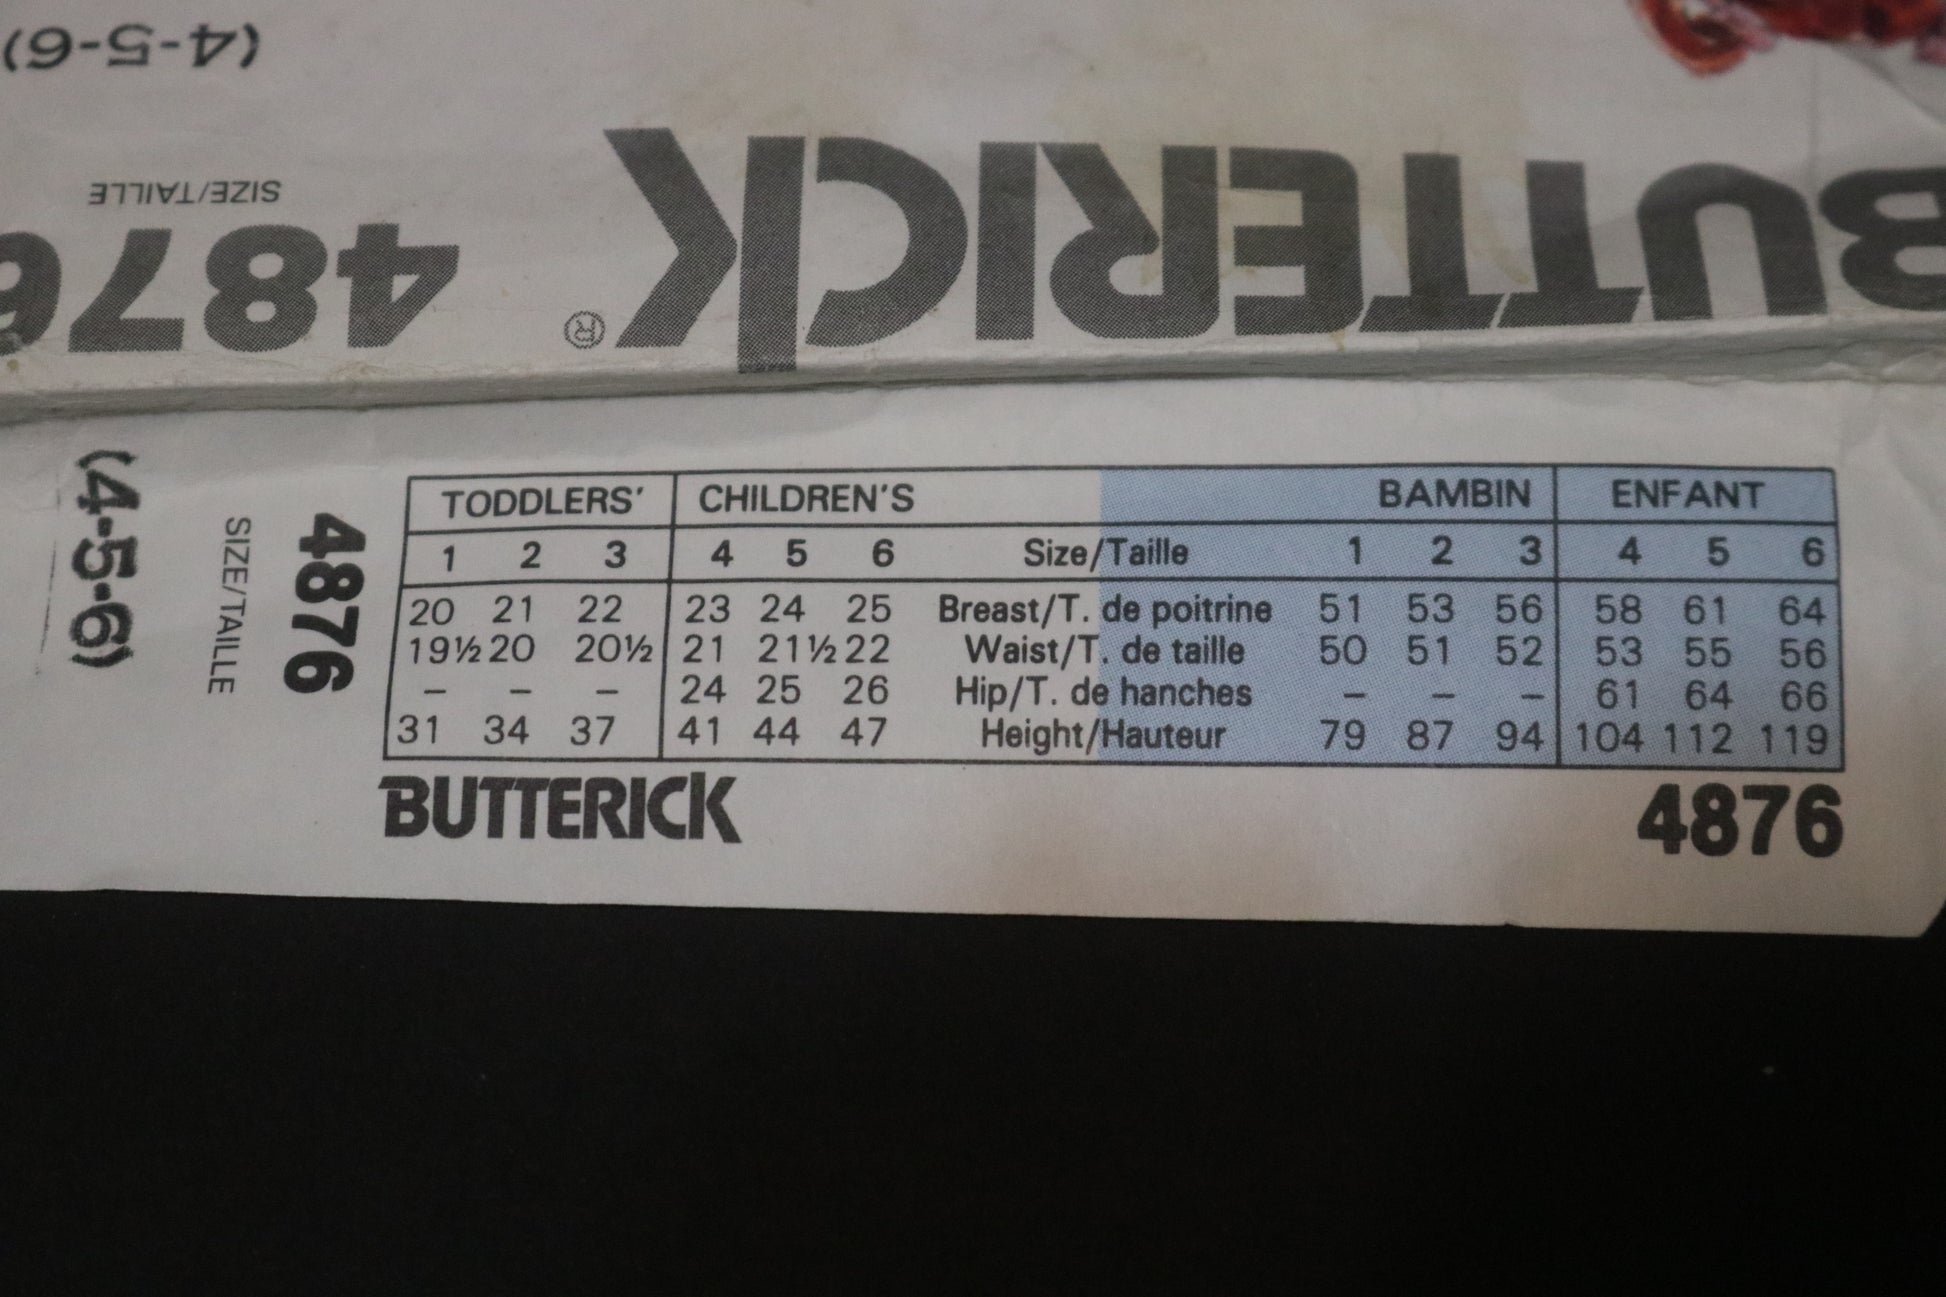 (4-5-6)
SIZE/TAILLE
4876
BUTTERICK®
(4-5-6)
SIZE/TAILLE
4876
TODDLERS' CHILDREN'S BAMBIN ENFANT
1 2 3 4 5 6 Size/Taille 1 2 3 4 5 6
20 21 22 23 24 25 Breast/T. de poitrine 51 53 56 58 61 64
19½ 20 20½ 21 21½ 22 Waist/T. de taille 50 51 52 53 55 56
– – – 24 25 26 Hip/T. de hanches – – – 61 64 66
31 34 37 41 44 47 Height/Hauteur 79 87 94 104 112 119
BUTTERICK 4876